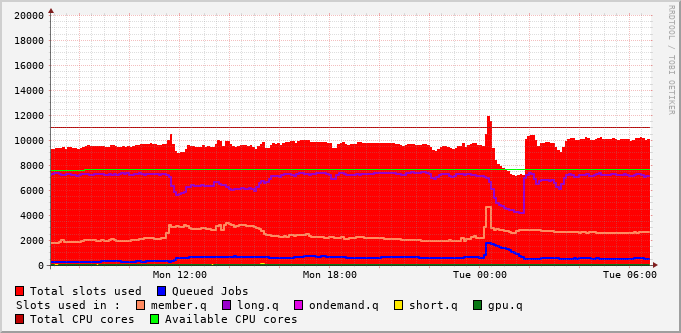 20000
18000
16000
14000
12000
10000
8000
6000
4000
2000
0
Mon 12:00 Mon 18:00 Tue 00:00 Tue 06:00
Total slots used Queued Jobs
Slots used in : member.q long.q ondemand.q short.q gpu.q
Total CPU cores Available CPU cores
RRDTOOL / TOBI OETIKER